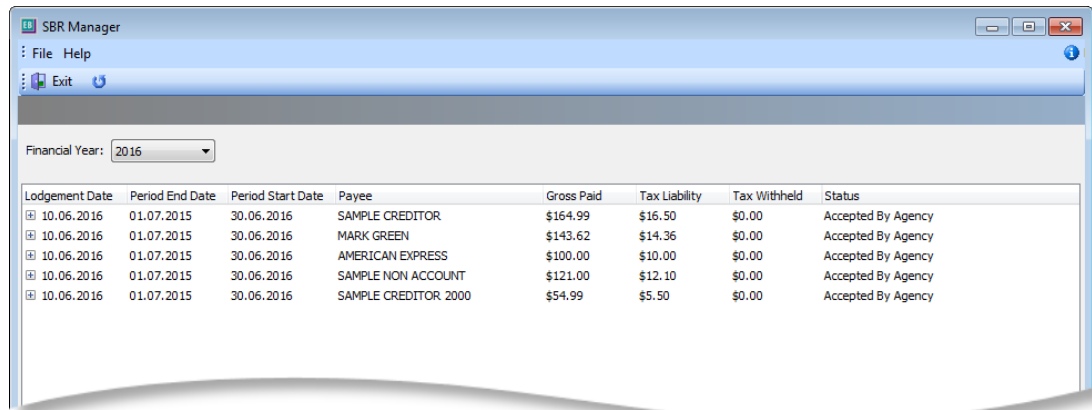 EB SBR Manager
File Help
Exit
Financial Year: 2016
Lodgement Date Period End Date Period Start Date Payee Gross Paid Tax Liability Tax Withheld Status
10.06.2016 01.07.2015 30.06.2016 SAMPLE CREDITOR $164.99 $16.50 $0.00 Accepted By Agency
10.06.2016 01.07.2015 30.06.2016 MARK GREEN $143.62 $14.36 $0.00 Accepted By Agency
10.06.2016 01.07.2015 30.06.2016 AMERICAN EXPRESS $100.00 $10.00 $0.00 Accepted By Agency
10.06.2016 01.07.2015 30.06.2016 SAMPLE NON ACCOUNT $121.00 $12.10 $0.00 Accepted By Agency
10.06.2016 01.07.2015 30.06.2016 SAMPLE CREDITOR 2000 $54.99 $5.50 $0.00 Accepted By Agency